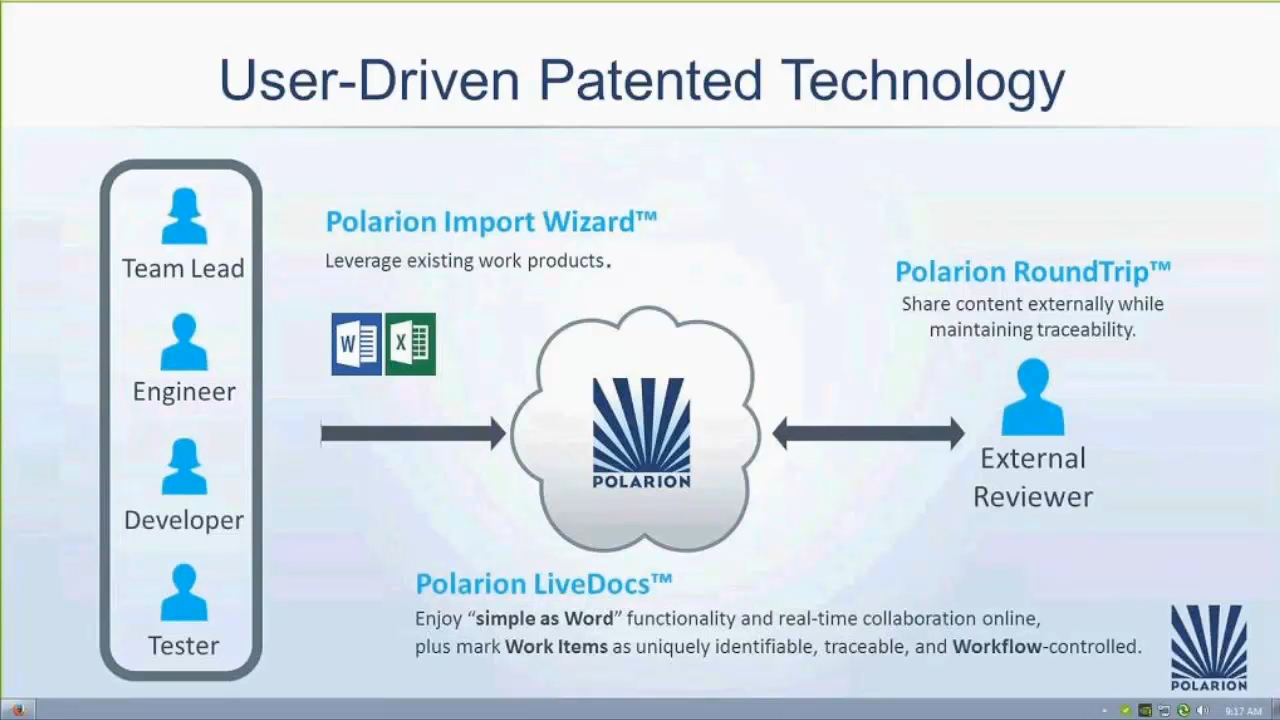 User-Driven Patented Technology
Team Lead
Engineer
Developer
Tester
Polarion Import Wizard™
Leverage existing work products.
W
X
POLARION
Polarion RoundTrip™
Share content externally while
maintaining traceability.
External
Reviewer
Polarion LiveDocs™
Enjoy “simple as Word” functionality and real-time collaboration online,
plus mark Work Items as uniquely identifiable, traceable, and Workflow-controlled.
POLARION
9:17 AM